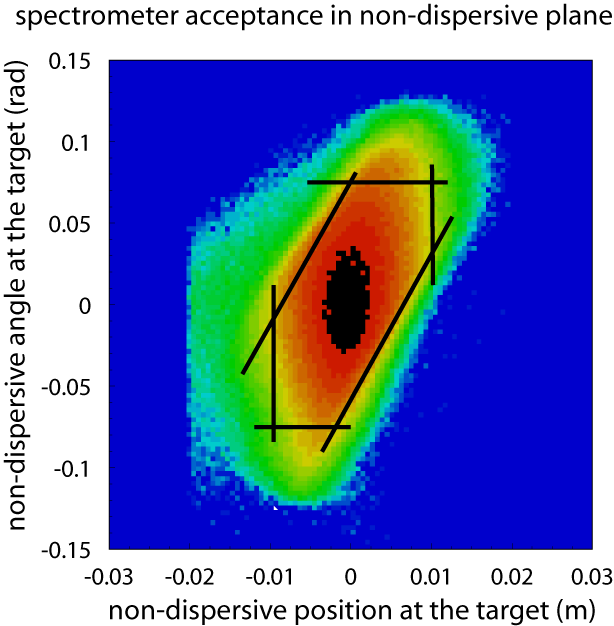 spectrometer acceptance in non-dispersive plane
non-dispersive angle at the target (rad)
0.15
0.1
0.05
0
-0.05
-0.1
-0.15
-0.03 -0.02 -0.01 0 0.01 0.02 0.03
non-dispersive position at the target (m)